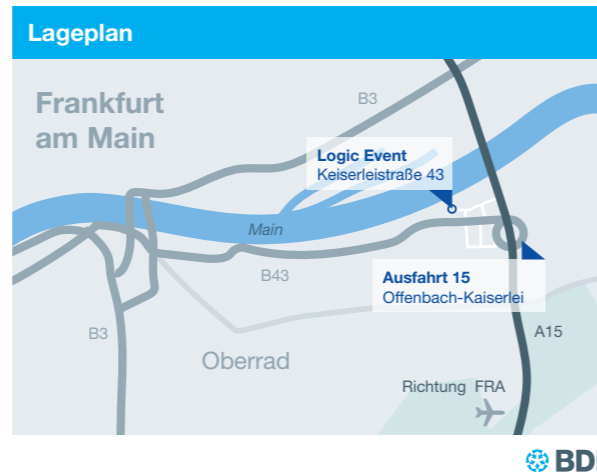 Lageplan
Frankfurt
am Main
B3
Logic Event
Keiserleistraße 43
Main
B43
Ausfahrt 15
Offenbach-Kaiserlei
B3
Oberrad
A15
Richtung FRA